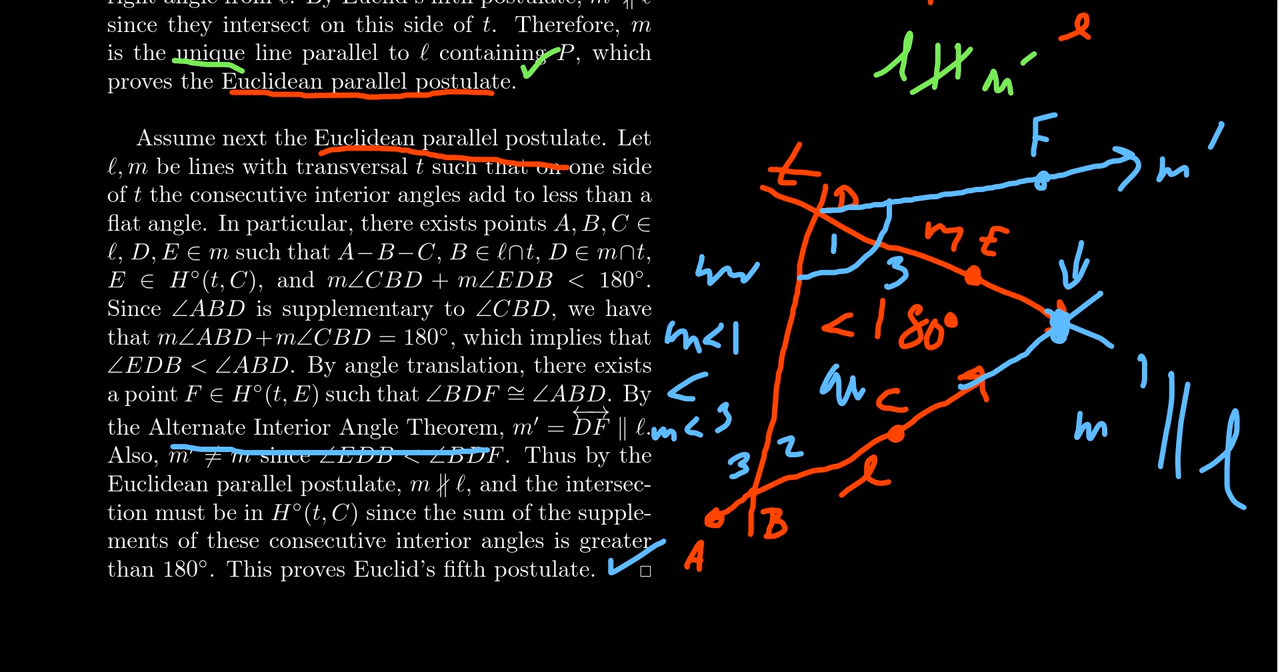 since they intersect on this side of t. Therefore, m
is the unique line parallel to ℓ containing P, which
proves the Euclidean parallel postulate.
Assume next the Euclidean parallel postulate. Let
ℓ, m be lines with transversal t such that on one side
of t the consecutive interior angles add to less than a
flat angle. In particular, there exists points A, B, C ∈
ℓ, D, E ∈ m such that A−B−C, B ∈ ℓ∩t, D ∈ m∩t,
E ∈ H°(t, C), and m∠CBD + m∠EDB < 180°.
Since ∠ABD is supplementary to ∠CBD, we have
that m∠ABD+m∠CBD = 180°, which implies that
∠EDB < ∠ABD. By angle translation, there exists
a point F ∈ H°(t, E) such that ∠BDF ≅ ∠ABD. By
the Alternate Interior Angle Theorem, m′ = DF ∥ ℓ.
Also, m′ ≠ m since ∠EDB < ∠BDF. Thus by the
Euclidean parallel postulate, m ∦ ℓ, and the intersec-
tion must be in H°(t, C) since the sum of the supple-
ments of these consecutive interior angles is greater
than 180°. This proves Euclid's fifth postulate. □
ℓ
ℓ ∦ m′
t
D
F
m′
1
m E
3
m<1
< 180°
<
C
m<3
3
2
ℓ
A
B
m′ ∥ ℓ